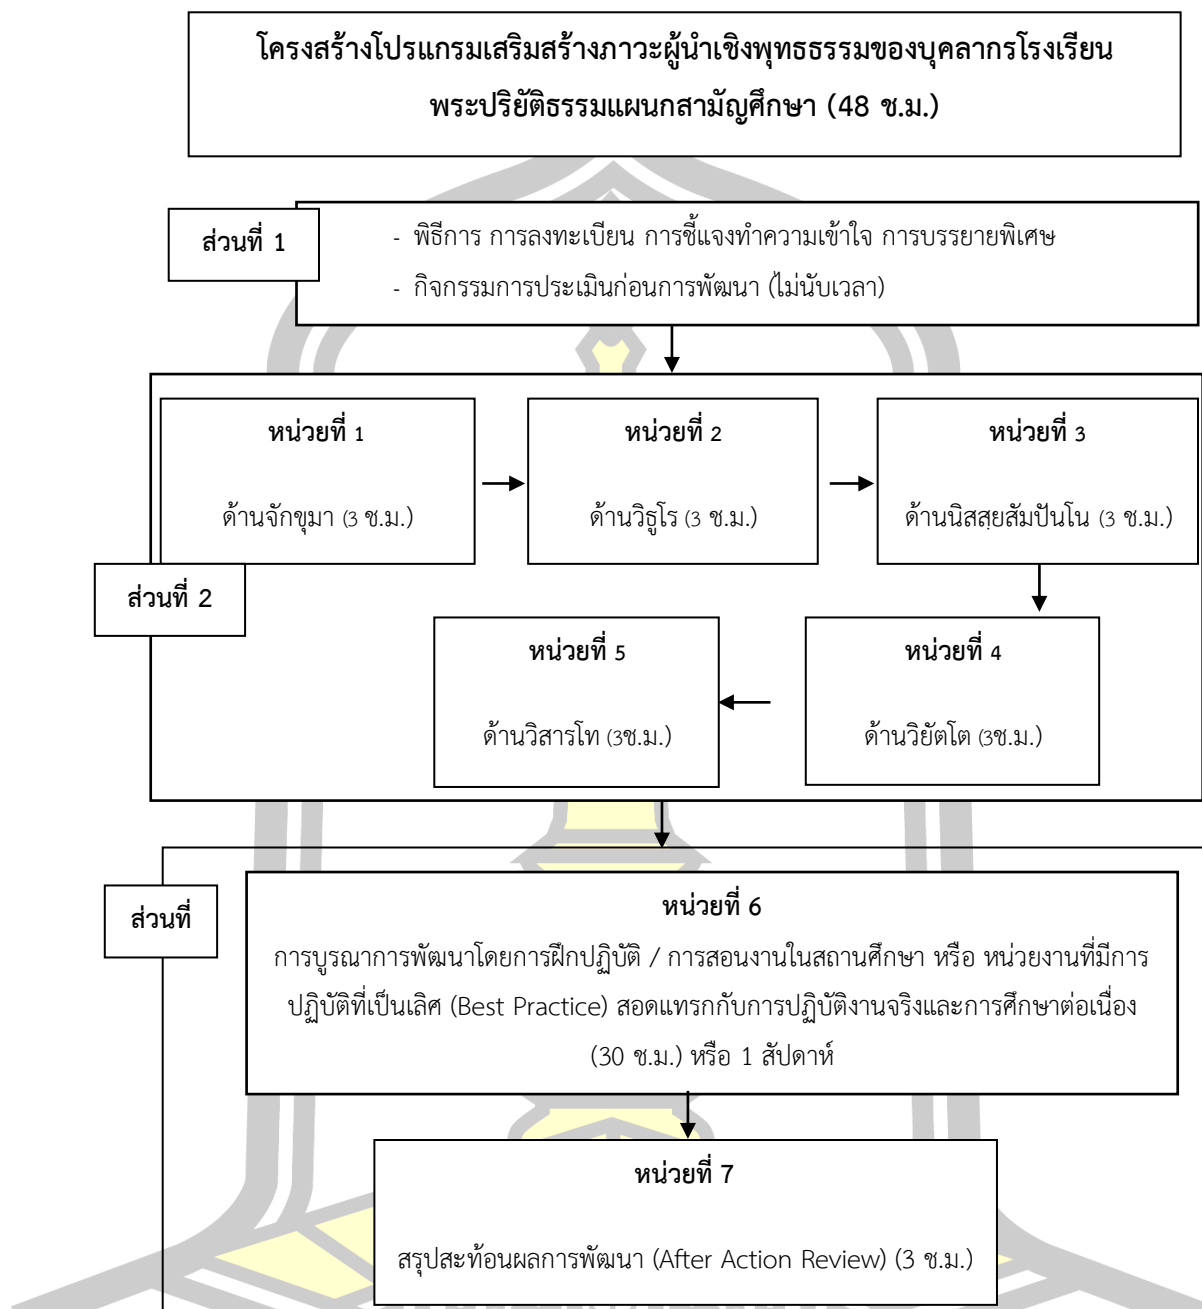 โครงสร้างโปรแกรมเสริมสร้างภาวะผู้นำเชิงพุทธธรรมของบุคลากรโรงเรียน
พระปริยัติธรรมแผนกสามัญศึกษา (48 ช.ม.)
ส่วนที่ 1
- พิธีการ การลงทะเบียน การชี้แจงทำความเข้าใจ การบรรยายพิเศษ
- กิจกรรมการประเมินก่อนการพัฒนา (ไม่นับเวลา)
หน่วยที่ 1
ด้านจักขุมา (3 ช.ม.)
หน่วยที่ 2
ด้านวิธูโร (3 ช.ม.)
หน่วยที่ 3
ด้านนิสสฺยสัมปันโน (3 ช.ม.)
ส่วนที่ 2
หน่วยที่ 4
ด้านวิยัตโต (3ช.ม.)
หน่วยที่ 5
ด้านวิสารโท (3ช.ม.)
ส่วนที่
หน่วยที่ 6
การบูรณาการพัฒนาโดยการฝึกปฏิบัติ / การสอนงานในสถานศึกษา หรือ หน่วยงานที่มีการ
ปฏิบัติที่เป็นเลิศ (Best Practice) สอดแทรกกับการปฏิบัติงานจริงและการศึกษาต่อเนื่อง
(30 ช.ม.) หรือ 1 สัปดาห์
หน่วยที่ 7
สรุปสะท้อนผลการพัฒนา (After Action Review) (3 ช.ม.)